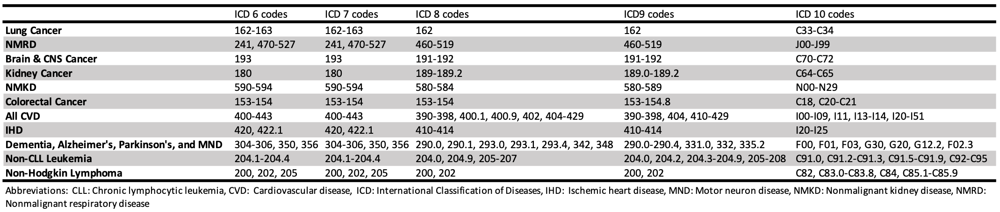 ICD 6 codes ICD 7 codes ICD 8 codes ICD9 codes ICD 10 codes
Lung Cancer 162-163 162-163 162 162 C33-C34
NMRD 241, 470-527 241, 470-527 460-519 460-519 J00-J99
Brain & CNS Cancer 193 193 191-192 191-192 C70-C72
Kidney Cancer 180 180 189-189.2 189.0-189.2 C64-C65
NMKD 590-594 590-594 580-584 580-589 N00-N29
Colorectal Cancer 153-154 153-154 153-154 153-154.8 C18, C20-C21
All CVD 400-443 400-443 390-398, 400.1, 400.9, 402, 404-429 390-398, 404, 410-429 I00-I09, I11, I13-I14, I20-I51
IHD 420, 422.1 420, 422.1 410-414 410-414 I20-I25
Dementia, Alzheimer's, Parkinson's, and MND 304-306, 350, 356 304-306, 350, 356 290.0, 290.1, 293.0, 293.1, 293.4, 342, 348 290.0-290.4, 331.0, 332, 335.2 F00, F01, F03, G30, G20, G12.2, F02.3
Non-CLL Leukemia 204.1-204.4 204.1-204.4 204.0, 204.9, 205-207 204.0, 204.2, 204.3-204.9, 205-208 C91.0, C91.2-C91.3, C91.5-C91.9, C92-C95
Non-Hodgkin Lymphoma 200, 202, 205 200, 202, 205 200, 202 200, 202 C82, C83.0-C83.8, C84, C85.1-C85.9
Abbreviations: CLL: Chronic lymphocytic leukemia, CVD: Cardiovascular disease, ICD: International Classification of Diseases, IHD: Ischemic heart disease, MND: Motor neuron disease, NMKD: Nonmalignant kidney disease, NMRD:
Nonmalignant respiratory disease